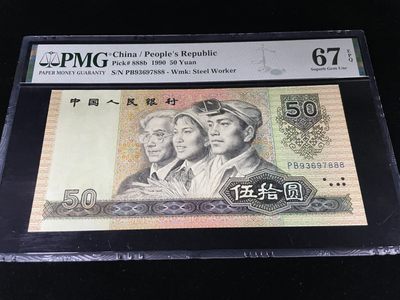 PMG
PAPER MONEY GUARANTY
China / People's Republic
Pick# 888b 1990 50 Yuan
S/N PB93697888 - Wmk: Steel Worker
67 EPQ
Superb Gem Unc
中国人民银行
50
PB93697888
50
伍拾圆